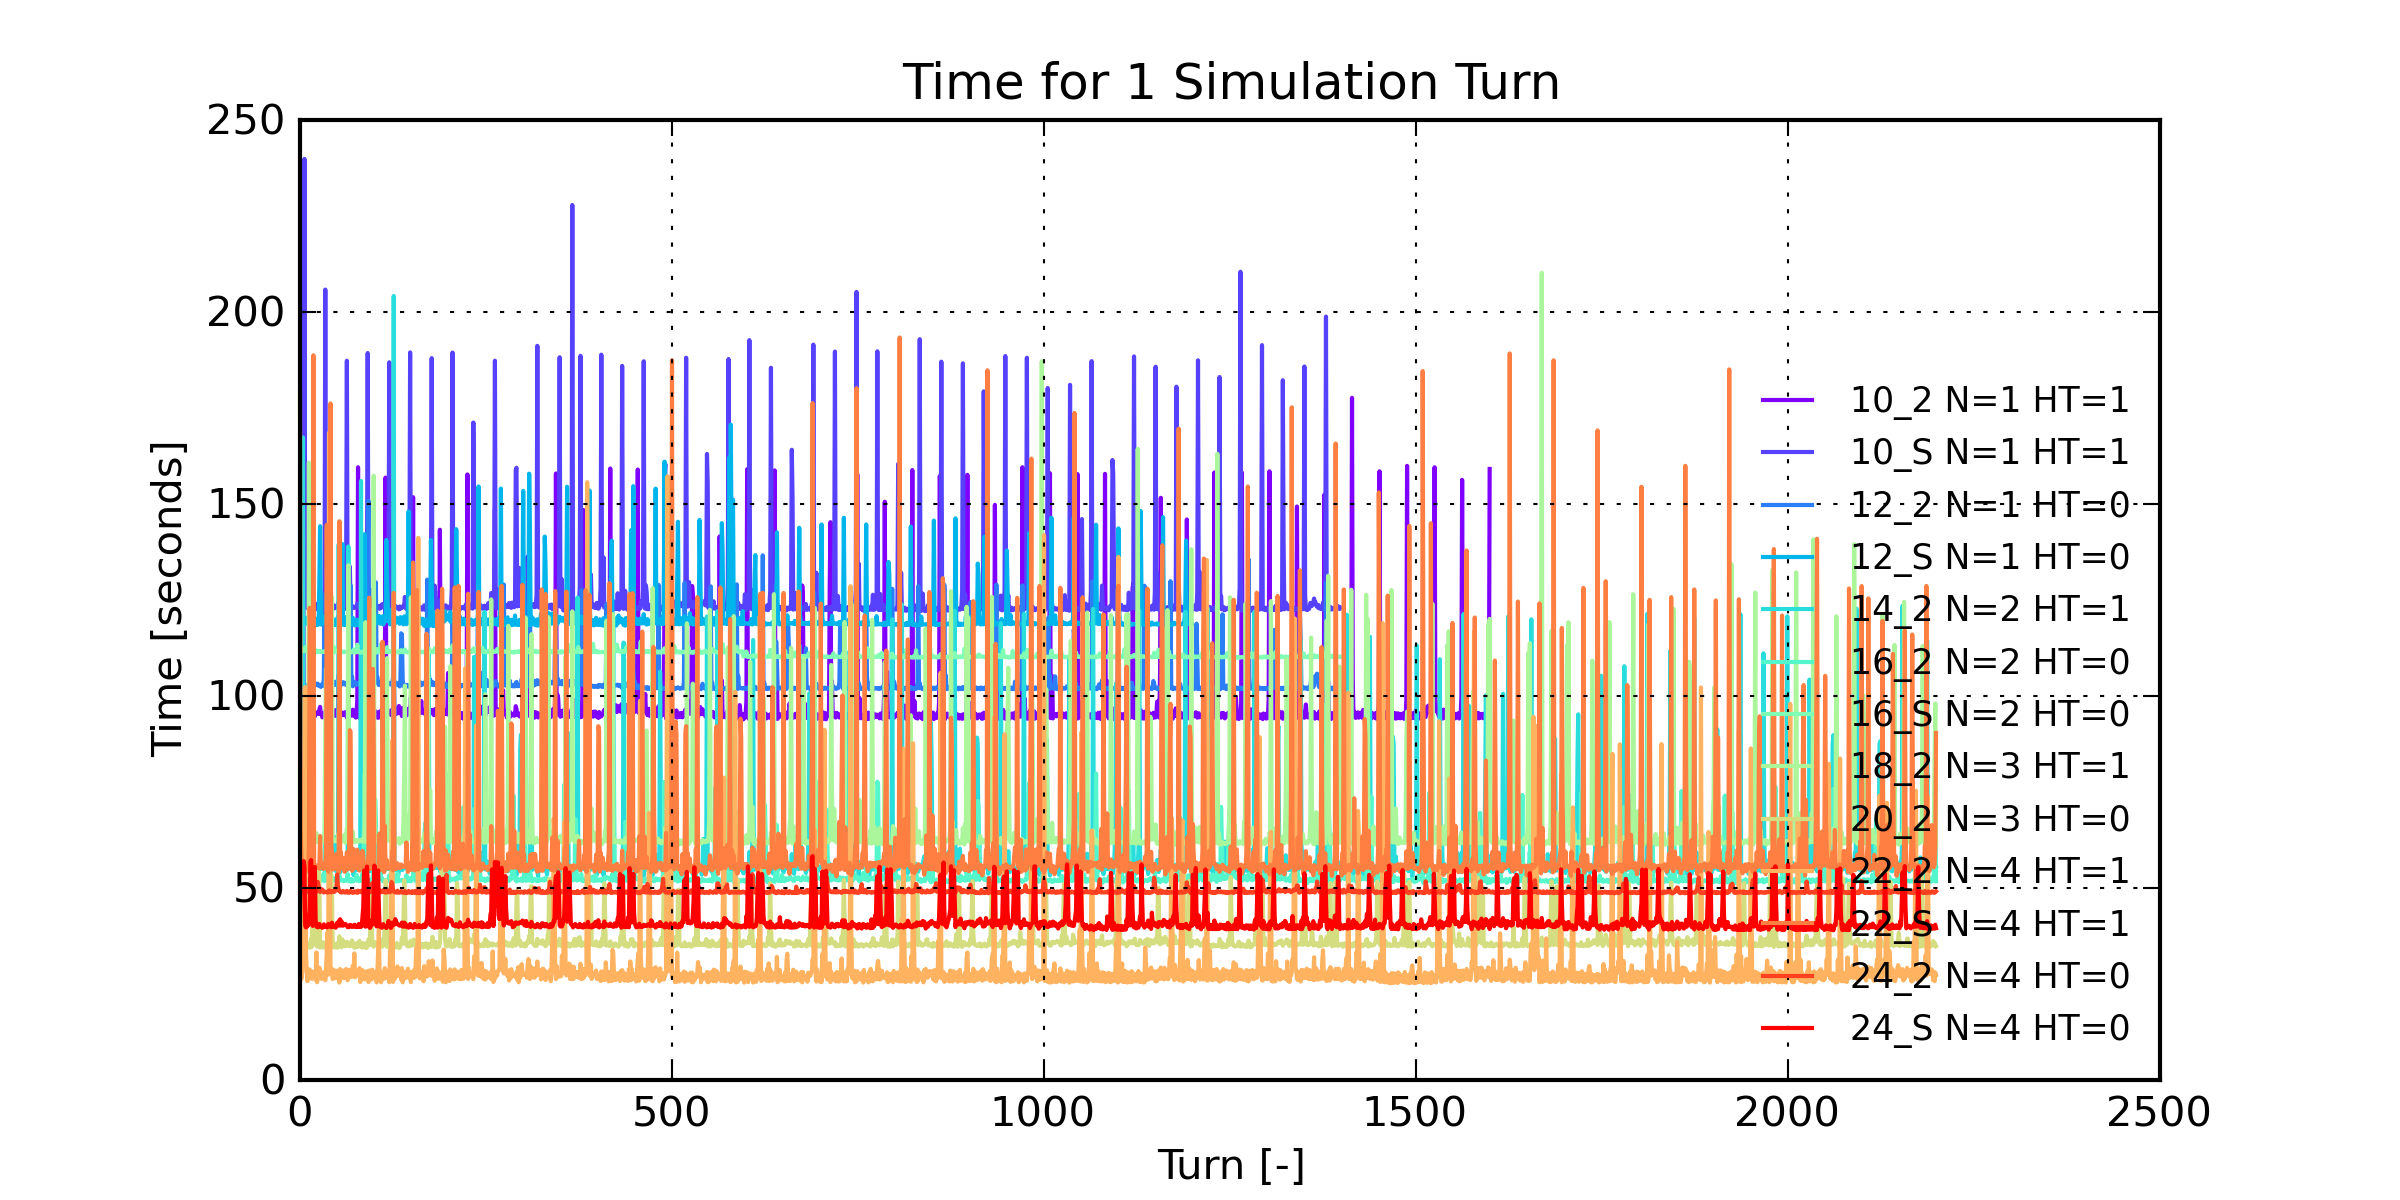 Time for 1 Simulation Turn
250
200
150
100
50
0
Time [seconds]
10_2 N=1 HT=1
10_S N=1 HT=1
12_2 N=1 HT=0
12_S N=1 HT=0
14_2 N=2 HT=1
16_2 N=2 HT=0
16_S N=2 HT=0
18_2 N=3 HT=1
20_2 N=3 HT=0
22_2 N=4 HT=1
22_S N=4 HT=1
24_2 N=4 HT=0
24_S N=4 HT=0
0 500 1000 1500 2000 2500
Turn [-]